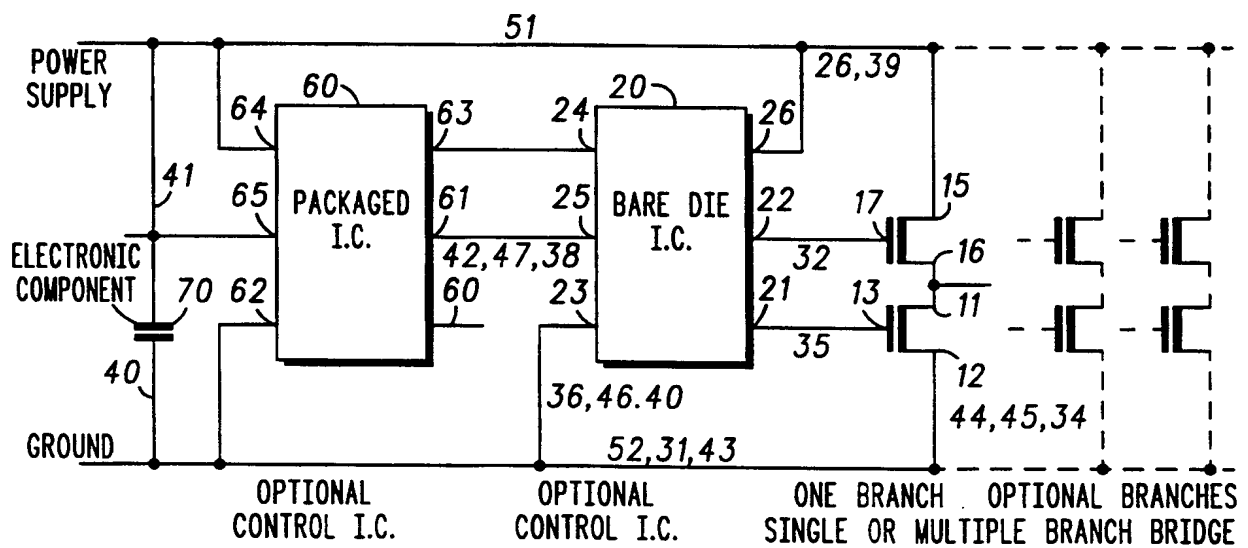 51
POWER
SUPPLY
26,39
60
20
64
63
24
26
41
65
PACKAGED
I.C.
61
25
BARE DIE
I.C.
22
17
15
ELECTRONIC
COMPONENT
42,47,38
32
16
70
62
60
23
21
13
11
35
12
40
36,46.40
44,45,34
GROUND
52,31,43
OPTIONAL
CONTROL I.C.
OPTIONAL
CONTROL I.C.
ONE BRANCH
OPTIONAL BRANCHES
SINGLE OR MULTIPLE BRANCH BRIDGE